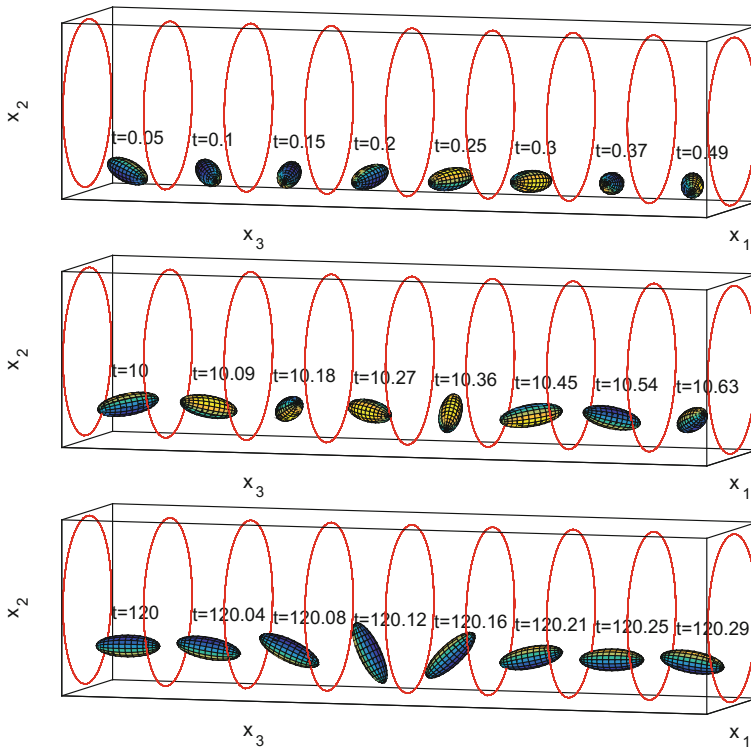 x2
t=0.05 t=0.1 t=0.15 t=0.2 t=0.25 t=0.3 t=0.37 t=0.49
x3 x1
x2
t=10 t=10.09 t=10.18 t=10.27 t=10.36 t=10.45 t=10.54 t=10.63
x3 x1
x2
t=120 t=120.04 t=120.08 t=120.12 t=120.16 t=120.21 t=120.25 t=120.29
x3 x1